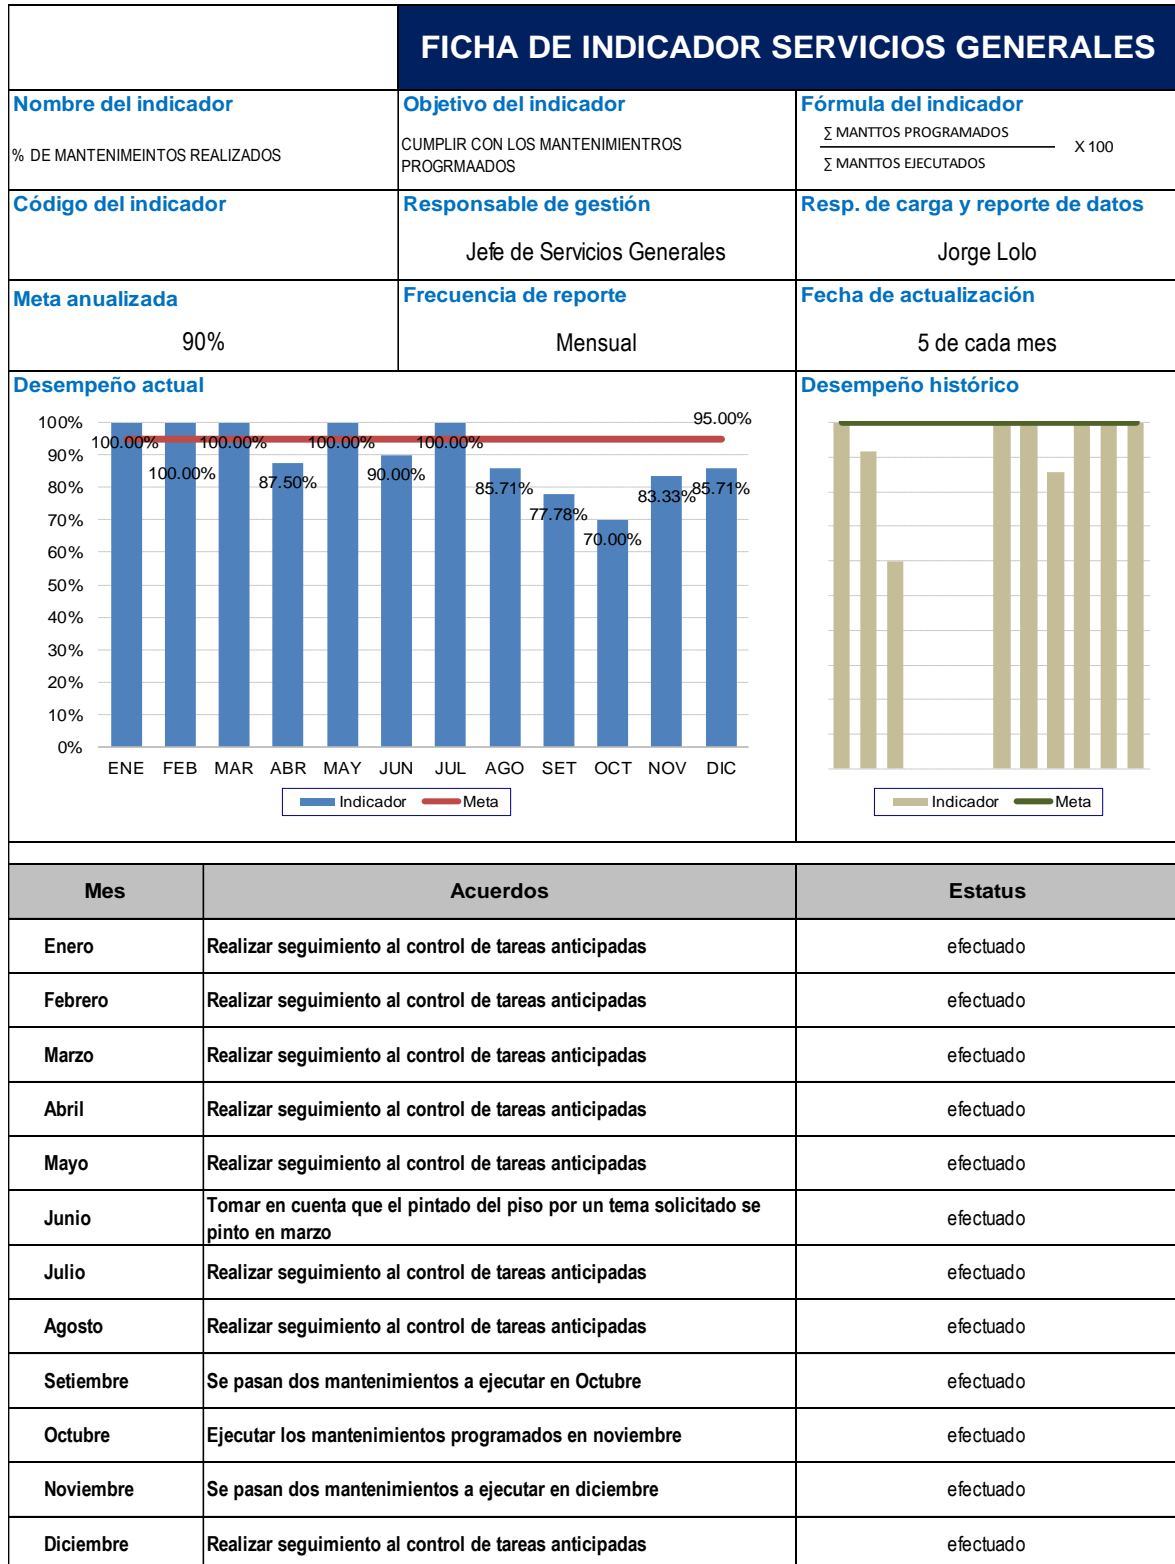 FICHA DE INDICADOR SERVICIOS GENERALES
Nombre del indicador
% DE MANTENIMEINTOS REALIZADOS
Objetivo del indicador
CUMPLIR CON LOS MANTENIMIENTROS
PROGRMAADOS
Fórmula del indicador
∑ MANTTOS PROGRAMADOS
∑ MANTTOS EJECUTADOS
X 100
Código del indicador
Responsable de gestión
Jefe de Servicios Generales
Resp. de carga y reporte de datos
Jorge Lolo
Meta anualizada
90%
Frecuencia de reporte
Mensual
Fecha de actualización
5 de cada mes
Desempeño actual
100%
90%
80%
70%
60%
50%
40%
30%
20%
10%
0%
100.00%
100.00%
100.00%
87.50%
100.00%
90.00%
100.00%
85.71%
77.78%
70.00%
83.33%
85.71%
95.00%
ENE FEB MAR ABR MAY JUN JUL AGO SET OCT NOV DIC
Indicador Meta
Desempeño histórico
Indicador Meta
Mes Acuerdos Estatus
Enero Realizar seguimiento al control de tareas anticipadas efectuado
Febrero Realizar seguimiento al control de tareas anticipadas efectuado
Marzo Realizar seguimiento al control de tareas anticipadas efectuado
Abril Realizar seguimiento al control de tareas anticipadas efectuado
Mayo Realizar seguimiento al control de tareas anticipadas efectuado
Junio Tomar en cuenta que el pintado del piso por un tema solicitado se
pinto en marzo efectuado
Julio Realizar seguimiento al control de tareas anticipadas efectuado
Agosto Realizar seguimiento al control de tareas anticipadas efectuado
Setiembre Se pasan dos mantenimientos a ejecutar en Octubre efectuado
Octubre Ejecutar los mantenimientos programados en noviembre efectuado
Noviembre Se pasan dos mantenimientos a ejecutar en diciembre efectuado
Diciembre Realizar seguimiento al control de tareas anticipadas efectuado